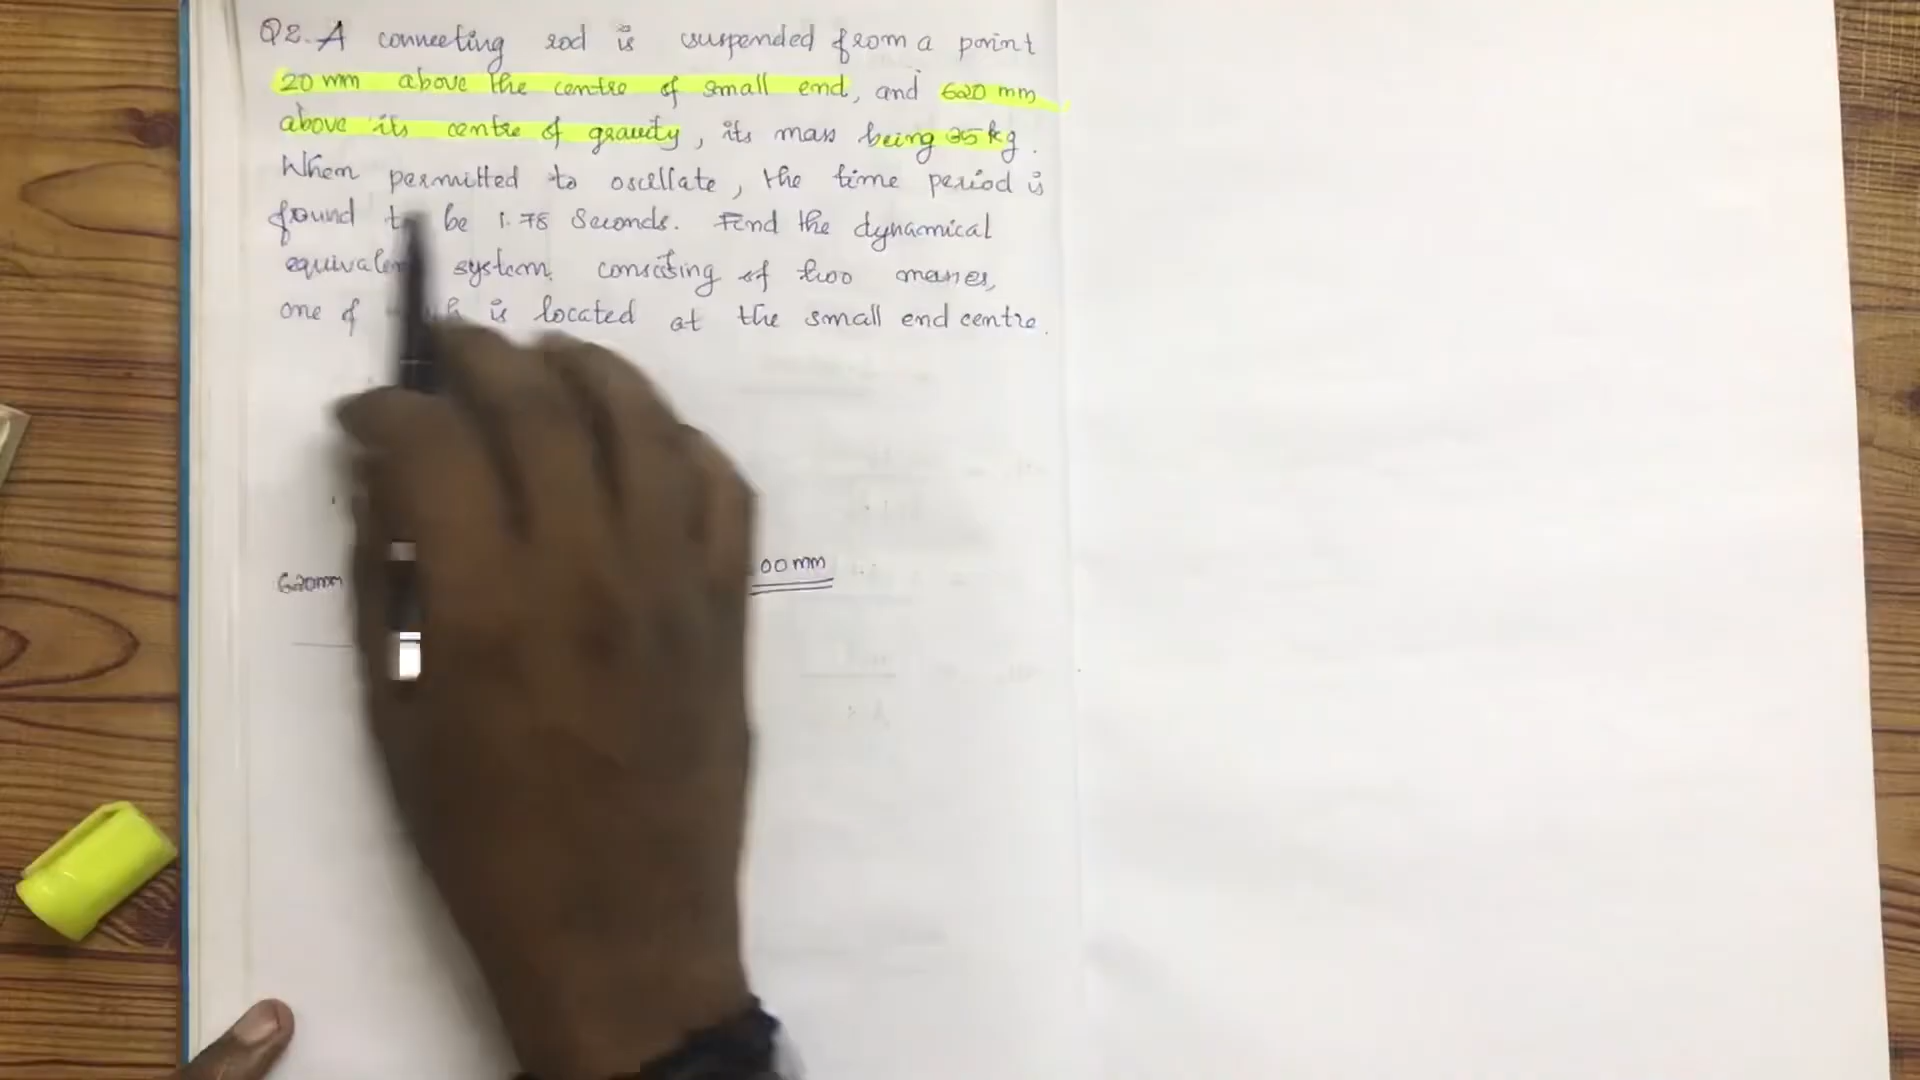 Q2. A connecting rod is suspended from a point
20 mm above the centre of small end, and 620 mm
above its centre of gravity, its mass being 35 kg.
When permitted to oscillate, the time period is
found to be 1.78 Seconds. Find the dynamical
system consisting of two masses,
one of is located at the small end centre.
00 mm
620mm